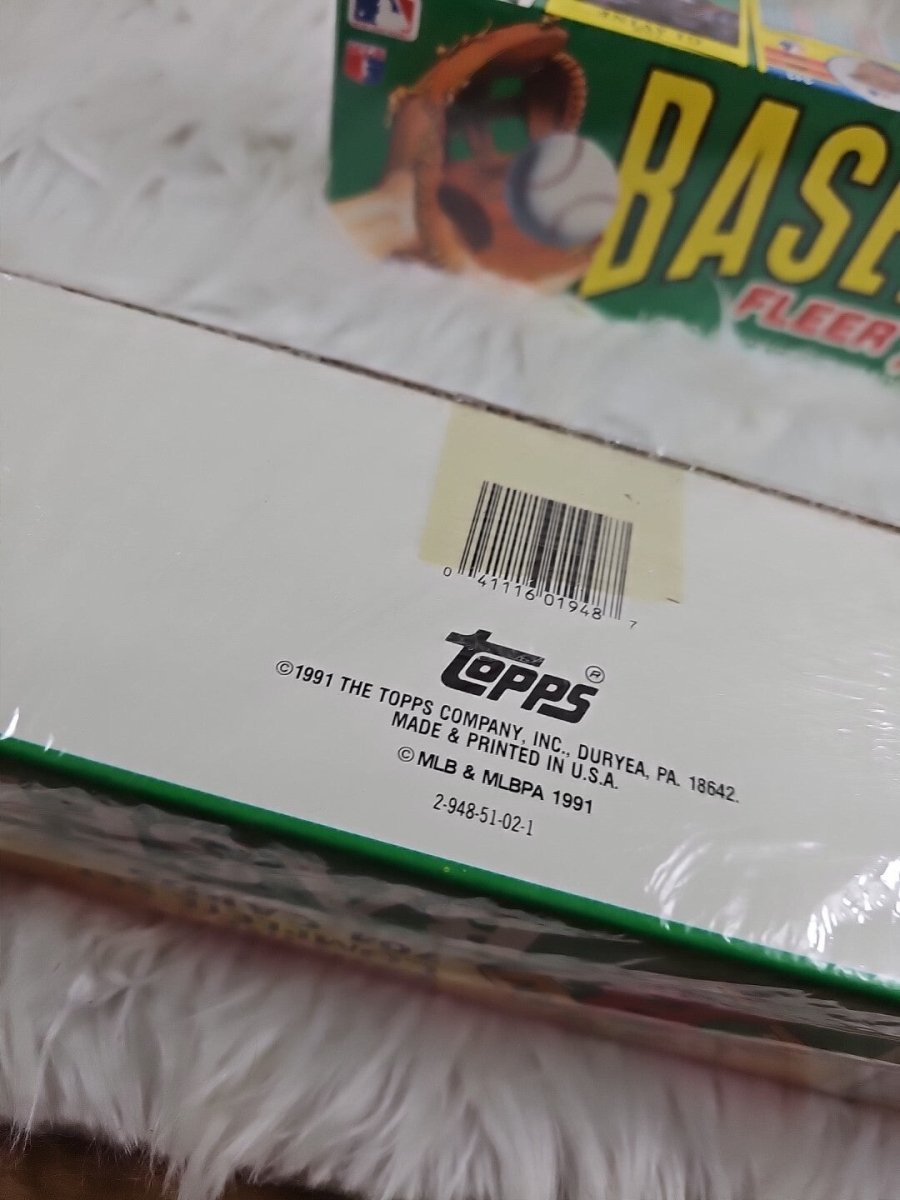 BASE
FLEER
0 41116 01948 7
topps®
©1991 THE TOPPS COMPANY, INC., DURYEA, PA. 18642.
MADE & PRINTED IN U.S.A.
© MLB & MLBPA 1991
2-948-51-02-1